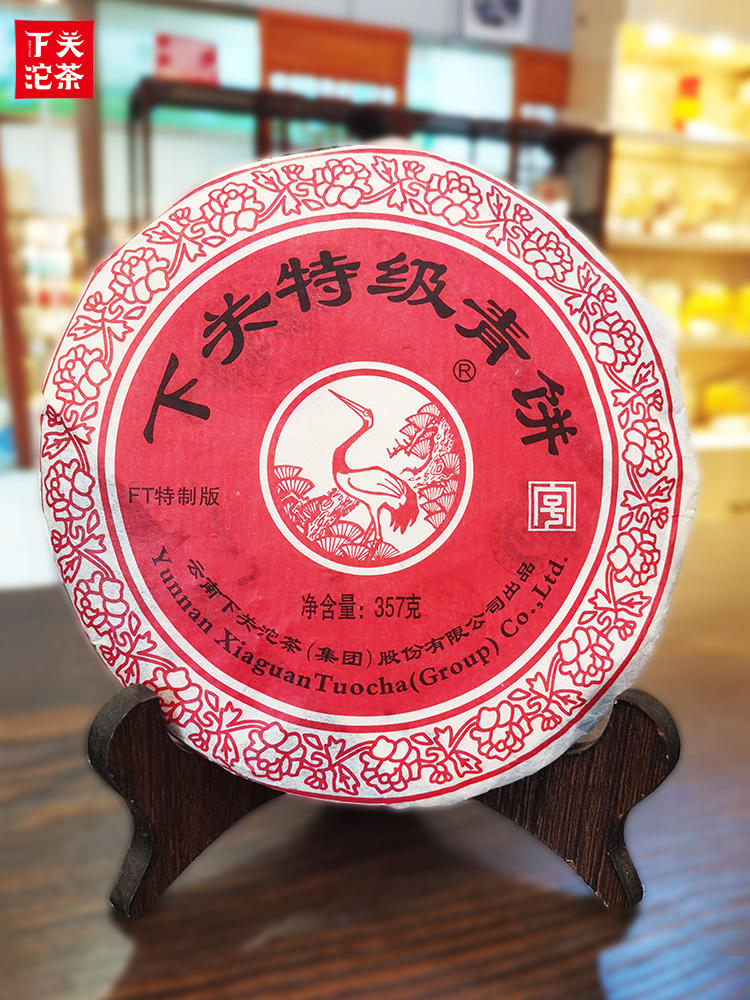 下关
沱茶
下关特级青饼
®
FT特制版
净含量：357克
云南下关沱茶（集团）股份有限公司出品
Yunnan Xiaguan Tuocha(Group) Co.,Ltd.